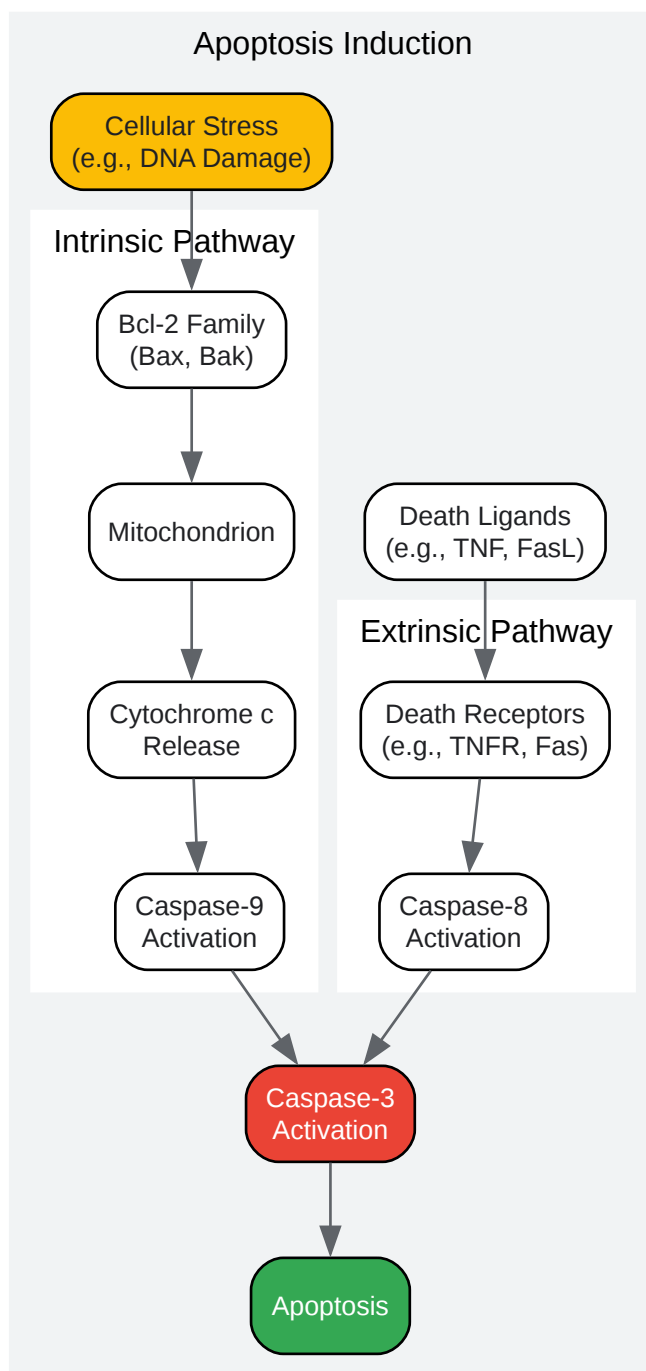 Apoptosis Induction
Cellular Stress
(e.g., DNA Damage)
Intrinsic Pathway
Bcl-2 Family
(Bax, Bak)
Mitochondrion
Cytochrome c
Release
Caspase-9
Activation
Death Ligands
(e.g., TNF, FasL)
Extrinsic Pathway
Death Receptors
(e.g., TNFR, Fas)
Caspase-8
Activation
Caspase-3
Activation
Apoptosis